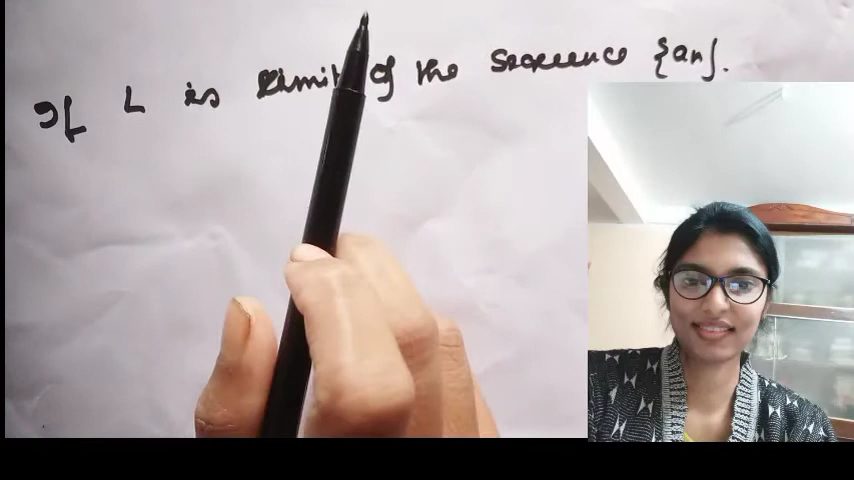 If L is limit of the sequence {an}.